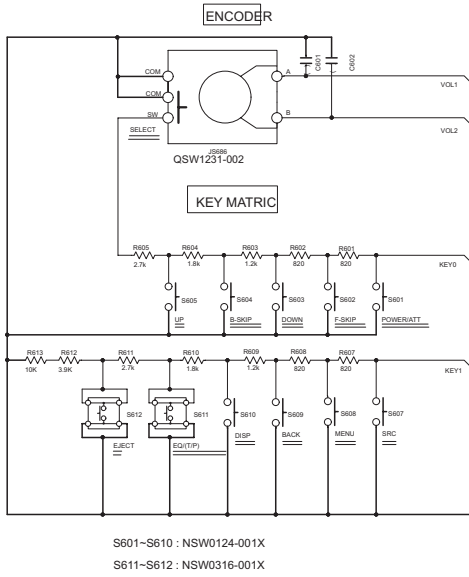 ENCODER
C601
C602
COM
A
VOL1
COM
SW
B
VOL2
SELECT
JS686
QSW1231-002
KEY MATRIC
R605 R604 R603 R602 R601
2.7k 1.8k 1.2k 820 820
KEY0
S605 S604 S603 S602 S601
UP B-SKIP DOWN F-SKIP POWER/ATT
R613 R612 R611 R610 R609 R608 R607
10K 3.9K 2.7k 1.8k 1.2k 820 820
KEY1
S612 S611 S610 S609 S608 S607
EJECT EQ/(T/P) DISP BACK MENU SRC
S601~S610 : NSW0124-001X
S611~S612 : NSW0316-001X